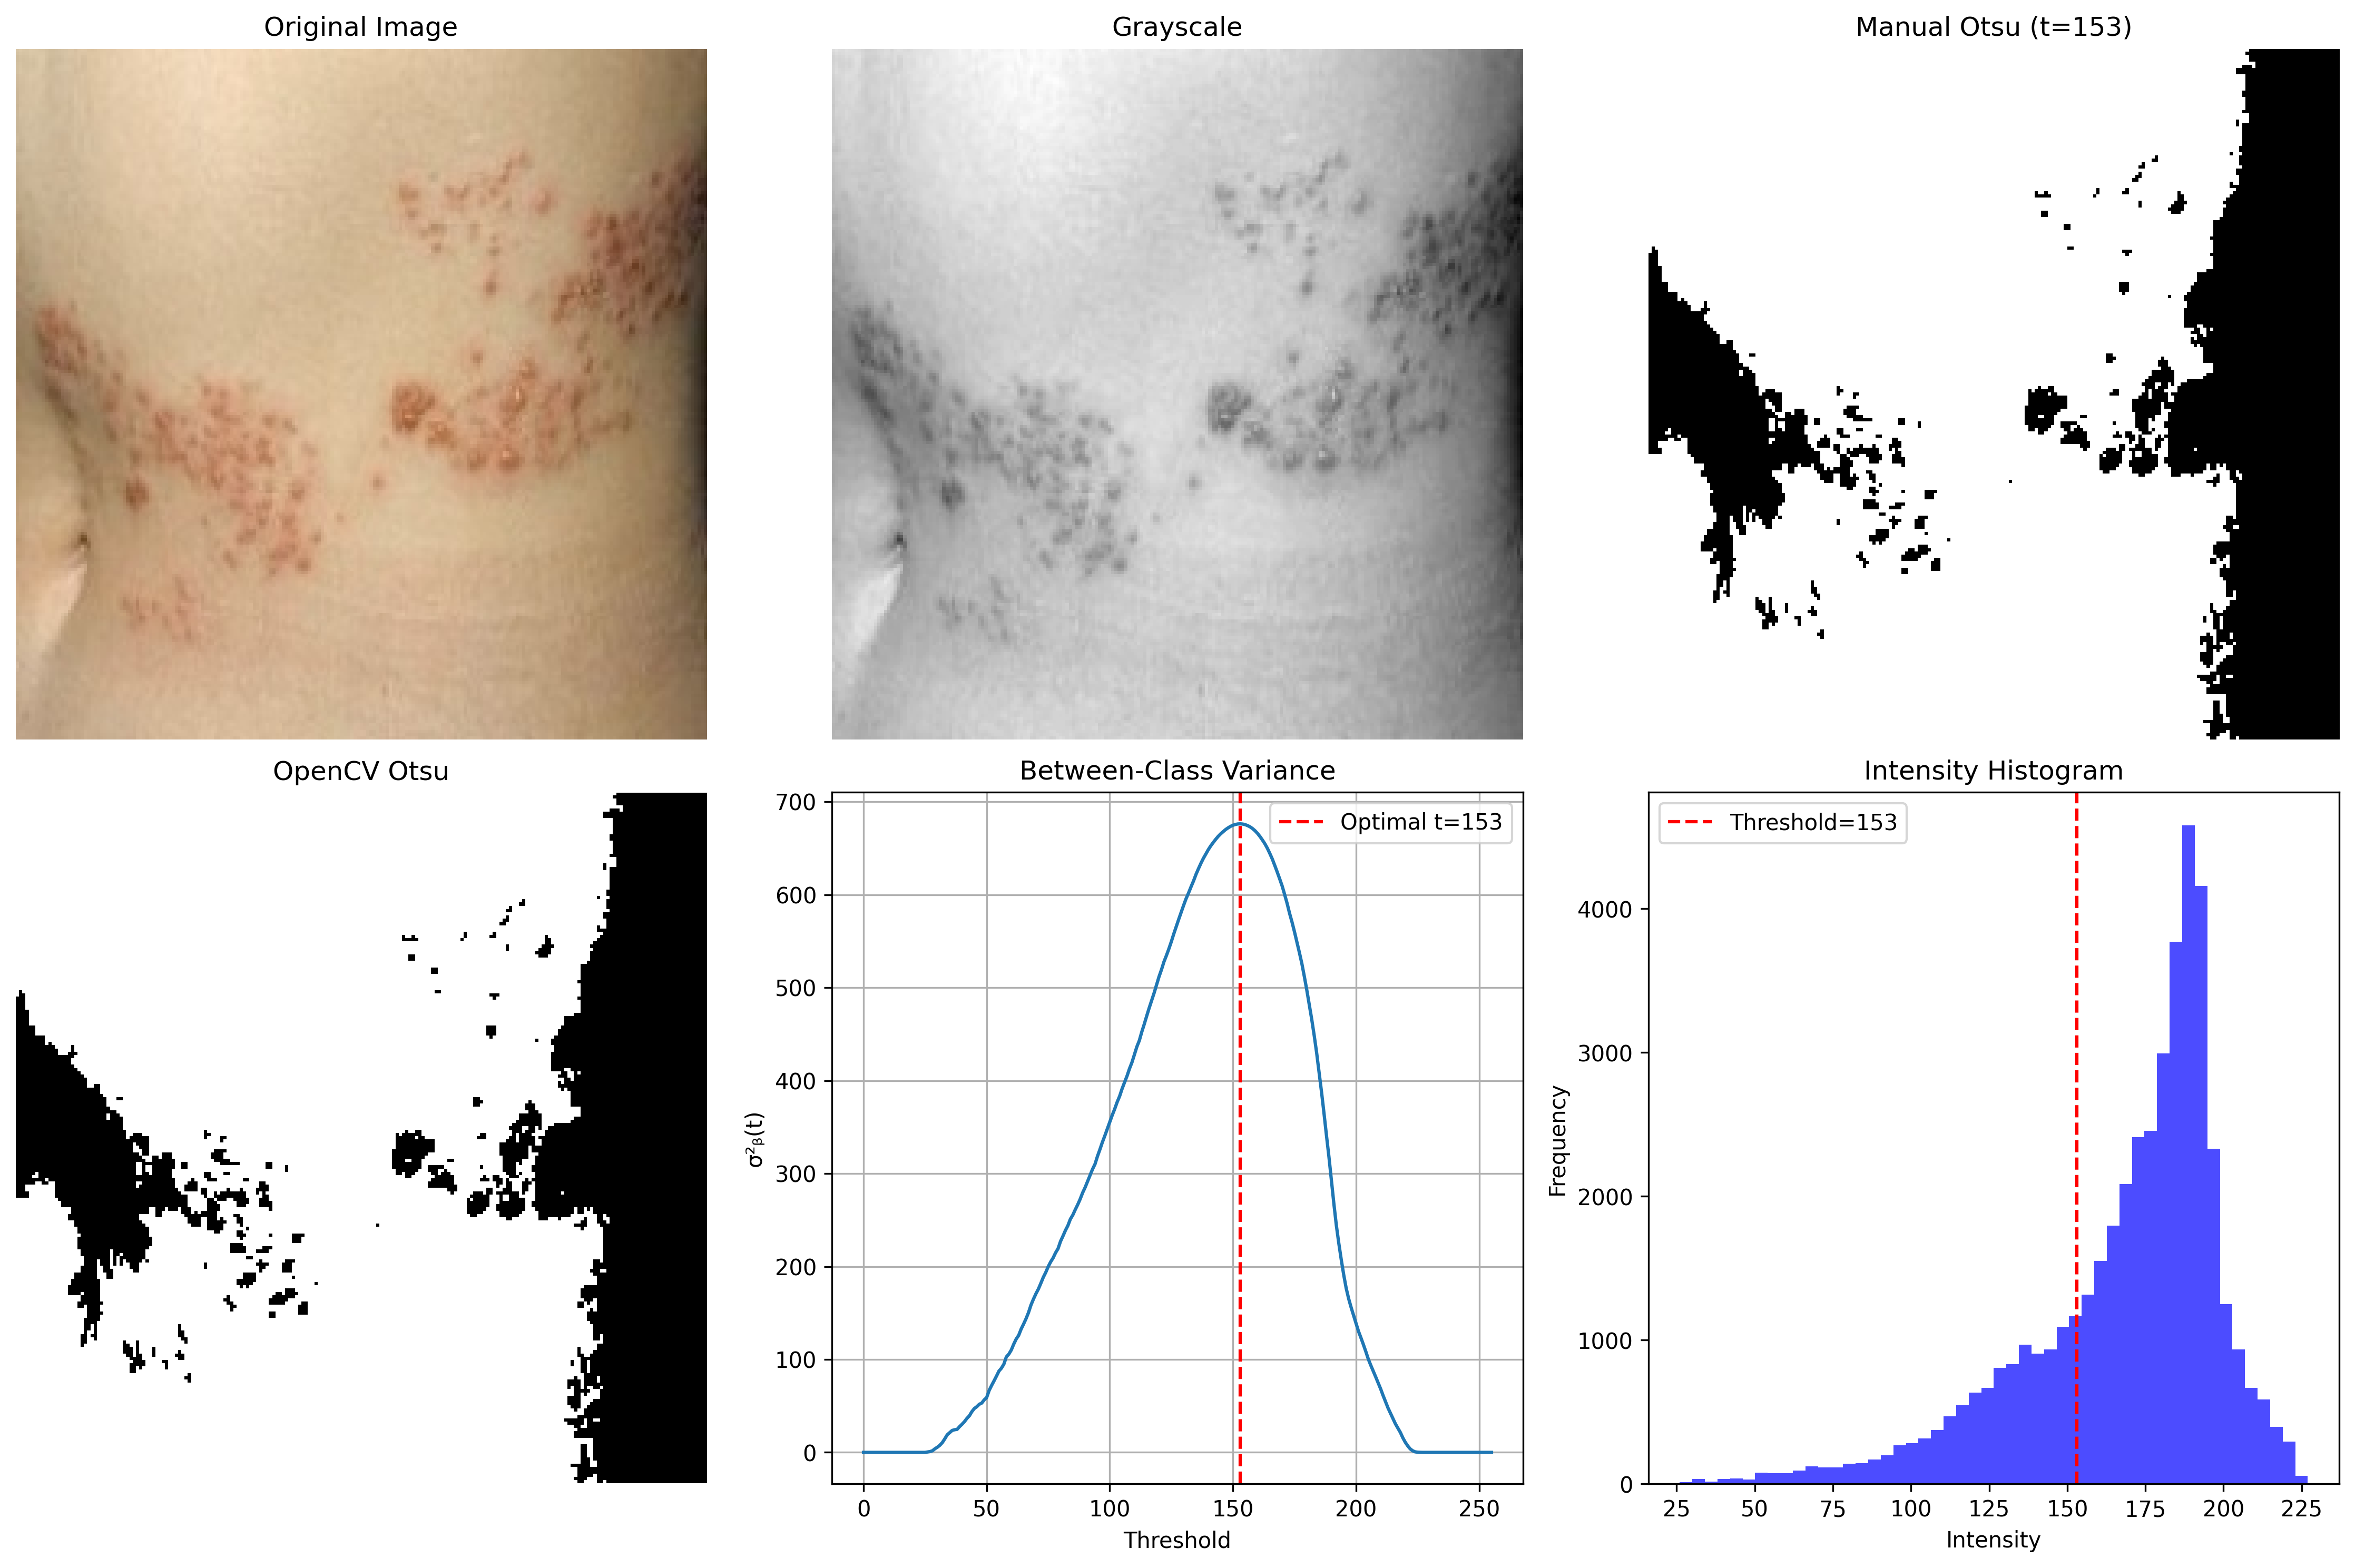 Original Image
Grayscale
Manual Otsu (t=153)
OpenCV Otsu
Between-Class Variance
700
600
500
400
300
200
100
0
σ²ᵦ(t)
Optimal t=153
0 50 100 150 200 250
Threshold
Intensity Histogram
4000
3000
2000
1000
0
Frequency
Threshold=153
25 50 75 100 125 150 175 200 225
Intensity